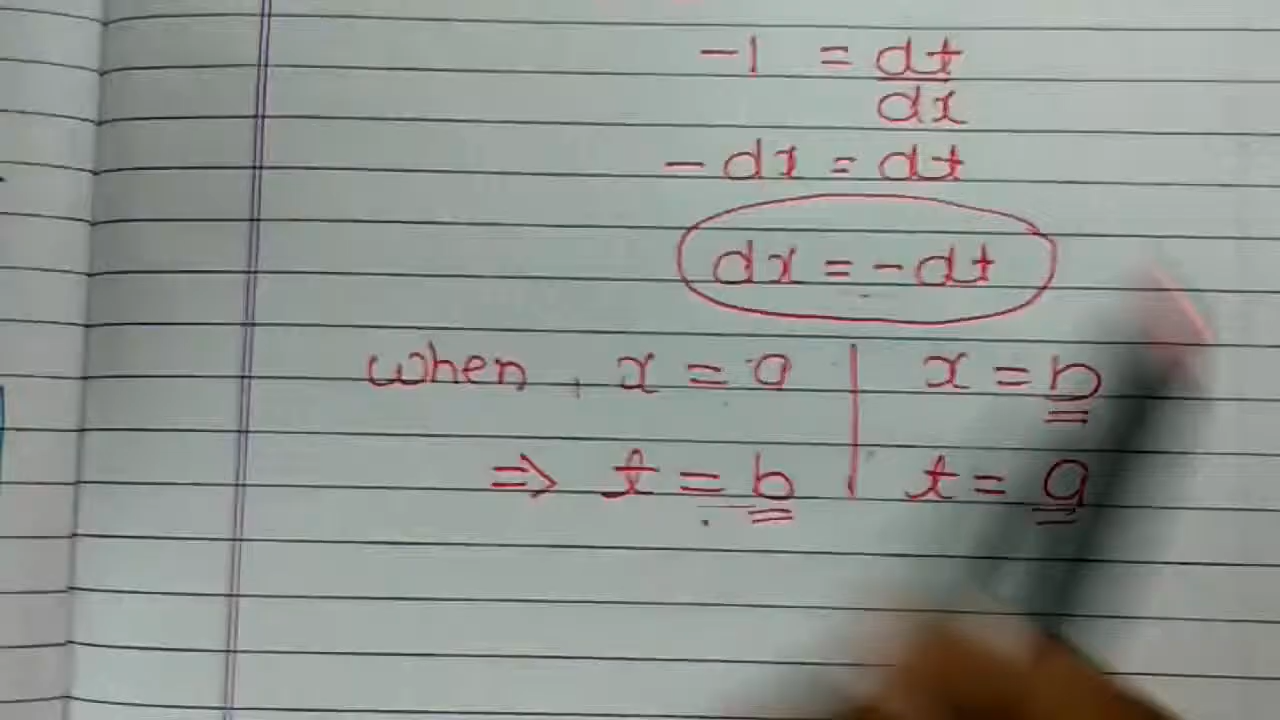 -1 = dt/dx
-dx = dt
dx = -dt
when, x = a | x = b
⇒ t = b | t = a